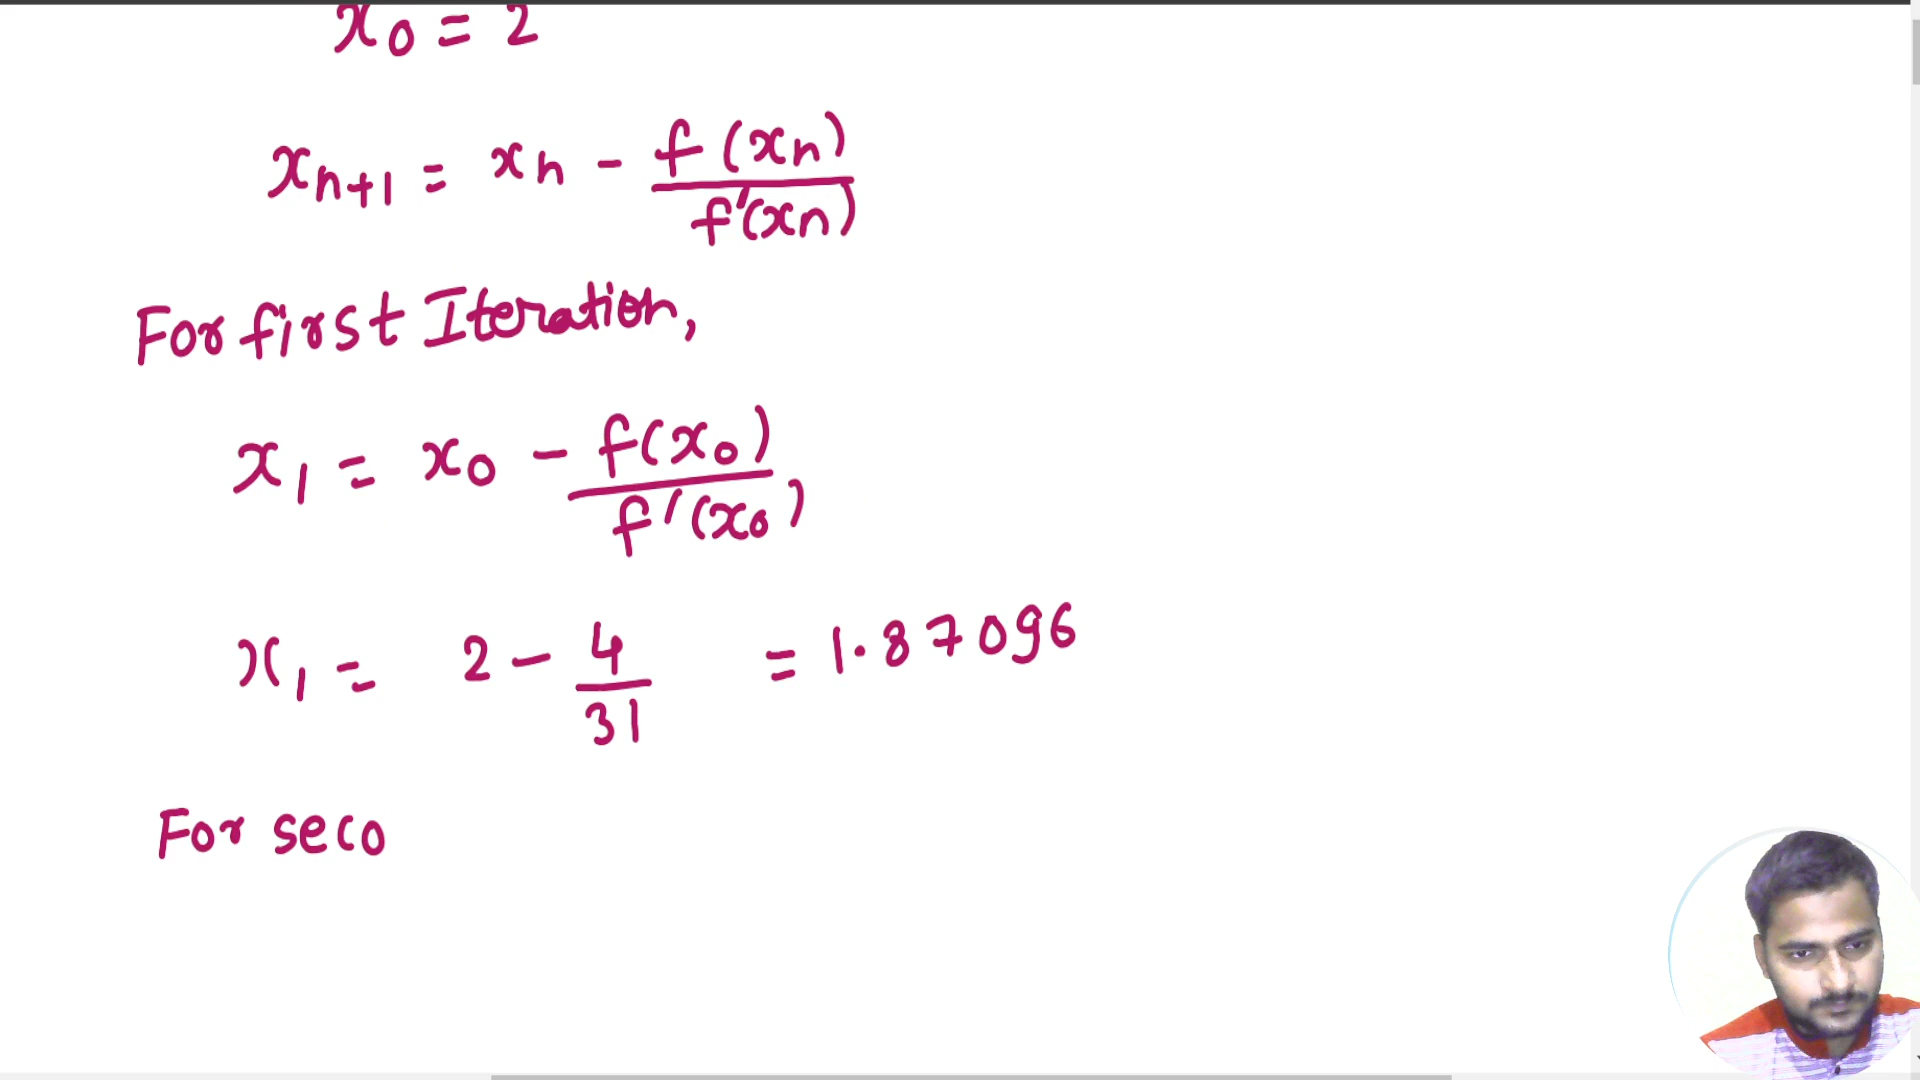 x₀ = 2
xₙ₊₁ = xₙ - f(xₙ) / f'(xₙ)
For first Iteration,
x₁ = x₀ - f(x₀) / f'(x₀)
x₁ = 2 - 4/31 = 1.87096
For seco